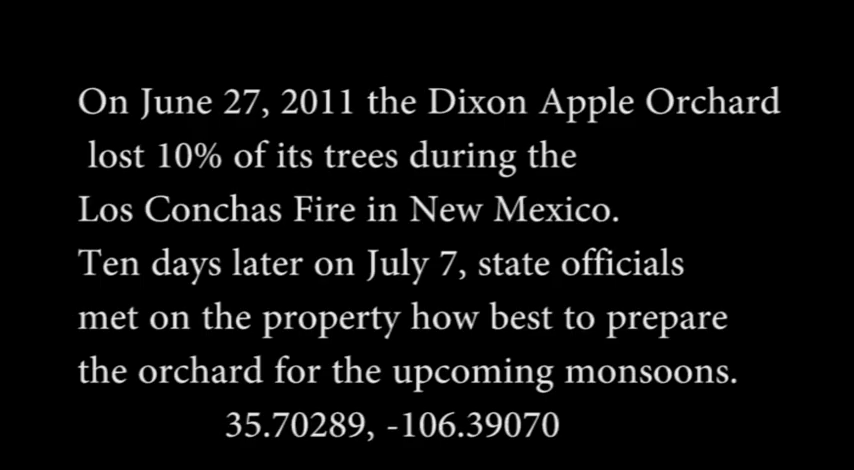 On June 27, 2011 the Dixon Apple Orchard
lost 10% of its trees during the
Los Conchas Fire in New Mexico.
Ten days later on July 7, state officials
met on the property how best to prepare
the orchard for the upcoming monsoons.
35.70289, -106.39070